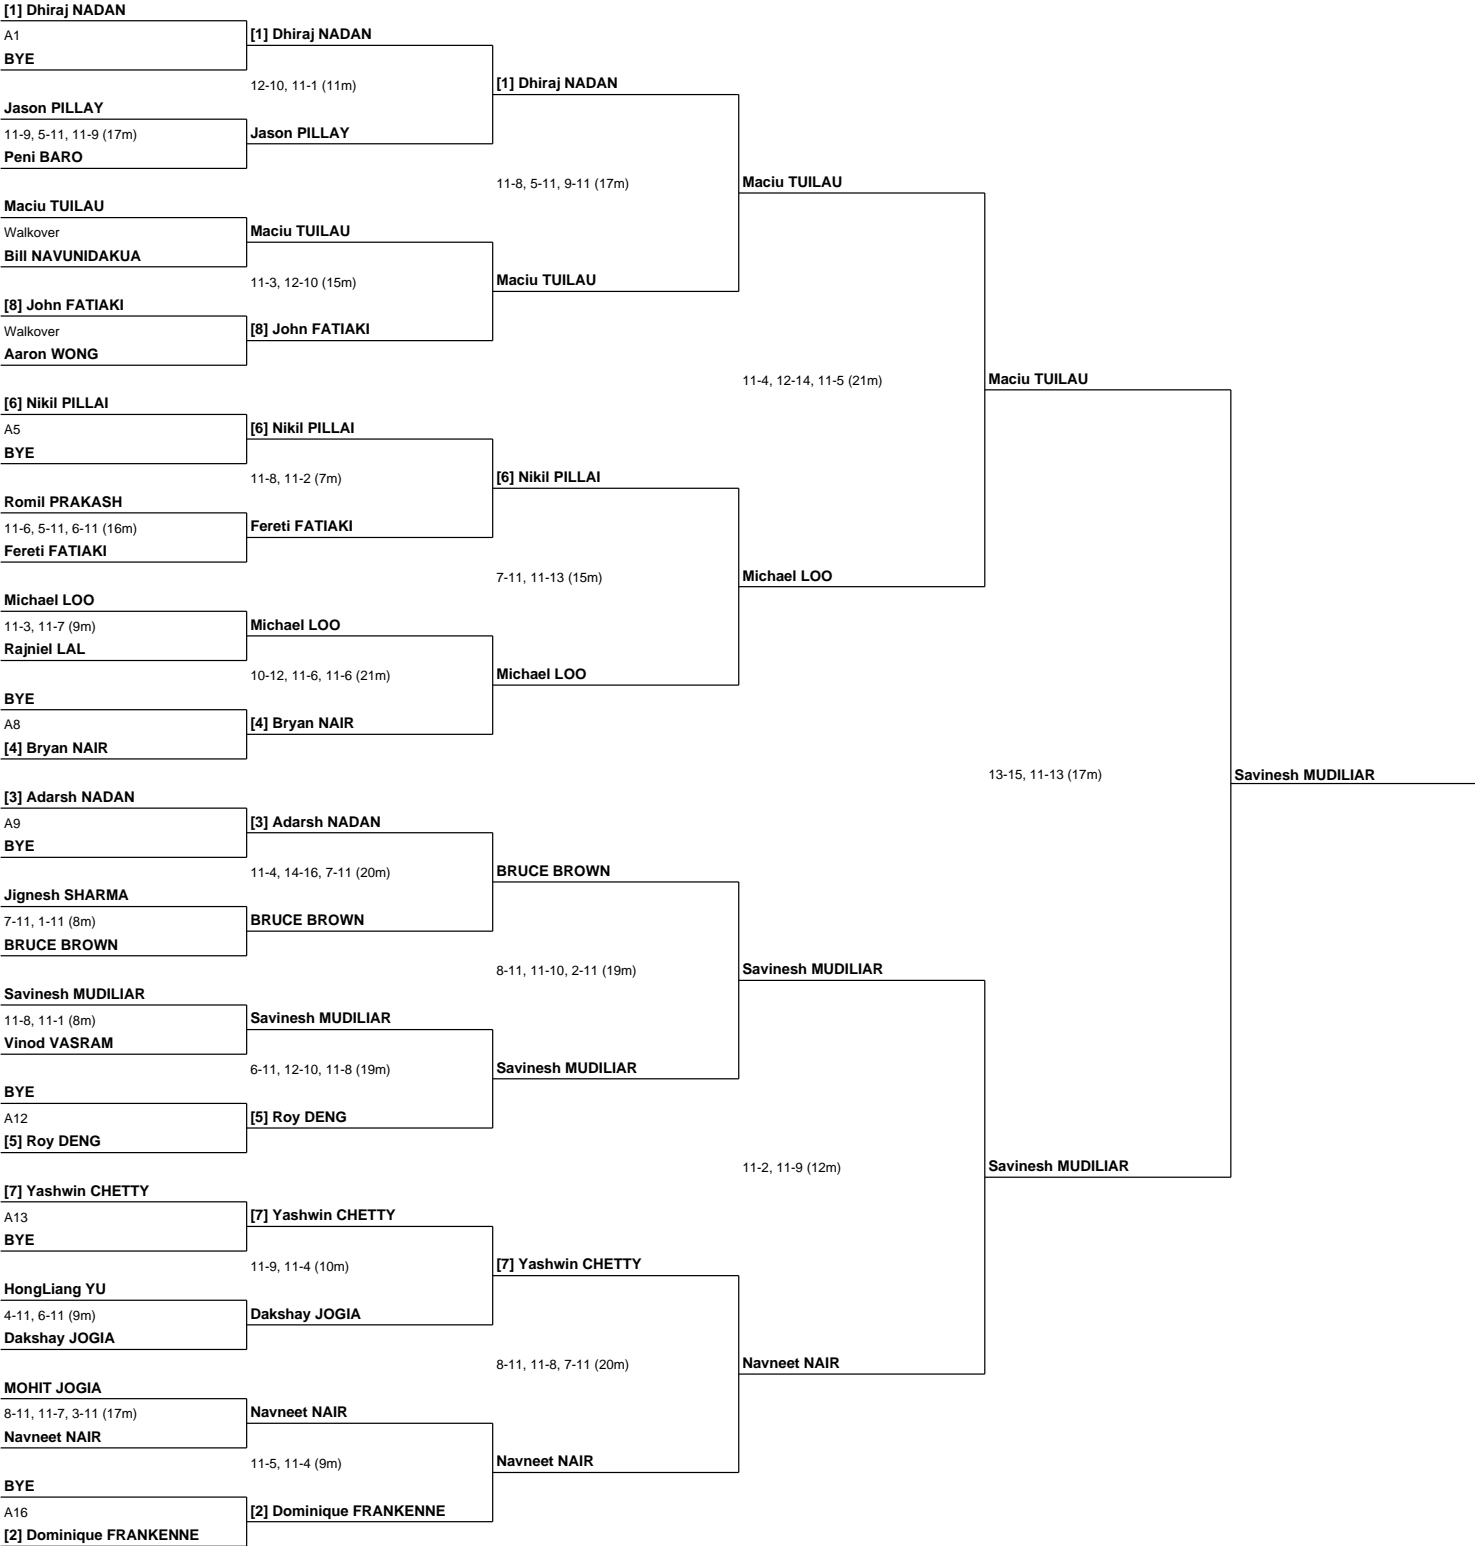 [1] Dhiraj NADAN
A1
BYE
Jason PILLAY
11-9, 5-11, 11-9 (17m)
Peni BARO
Maciu TUILAU
Walkover
Bill NAVUNIDAKUA
[8] John FATIAKI
Walkover
Aaron WONG
[6] Nikil PILLAI
A5
BYE
Romil PRAKASH
11-6, 5-11, 6-11 (16m)
Fereti FATIAKI
Michael LOO
11-3, 11-7 (9m)
Rajniel LAL
BYE
A8
[4] Bryan NAIR
[3] Adarsh NADAN
A9
BYE
Jignesh SHARMA
7-11, 1-11 (8m)
BRUCE BROWN
Savinesh MUDILIAR
11-8, 11-1 (8m)
Vinod VASRAM
BYE
A12
[5] Roy DENG
[7] Yashwin CHETTY
A13
BYE
HongLiang YU
4-11, 6-11 (9m)
Dakshay JOGIA
MOHIT JOGIA
8-11, 11-7, 3-11 (17m)
Navneet NAIR
BYE
A16
[2] Dominique FRANKENNE
[1] Dhiraj NADAN
12-10, 11-1 (11m)
Jason PILLAY
Maciu TUILAU
11-3, 12-10 (15m)
[8] John FATIAKI
[6] Nikil PILLAI
11-8, 11-2 (7m)
Fereti FATIAKI
Michael LOO
10-12, 11-6, 11-6 (21m)
[4] Bryan NAIR
[3] Adarsh NADAN
11-4, 14-16, 7-11 (20m)
BRUCE BROWN
Savinesh MUDILIAR
6-11, 12-10, 11-8 (19m)
[5] Roy DENG
[7] Yashwin CHETTY
11-9, 11-4 (10m)
Dakshay JOGIA
Navneet NAIR
11-5, 11-4 (9m)
[2] Dominique FRANKENNE
[1] Dhiraj NADAN
11-8, 5-11, 9-11 (17m)
Maciu TUILAU
[6] Nikil PILLAI
7-11, 11-13 (15m)
Michael LOO
BRUCE BROWN
8-11, 11-10, 2-11 (19m)
Savinesh MUDILIAR
[7] Yashwin CHETTY
8-11, 11-8, 7-11 (20m)
Navneet NAIR
Maciu TUILAU
11-4, 12-14, 11-5 (21m)
Michael LOO
Savinesh MUDILIAR
11-2, 11-9 (12m)
Navneet NAIR
Maciu TUILAU
13-15, 11-13 (17m)
Savinesh MUDILIAR
Savinesh MUDILIAR